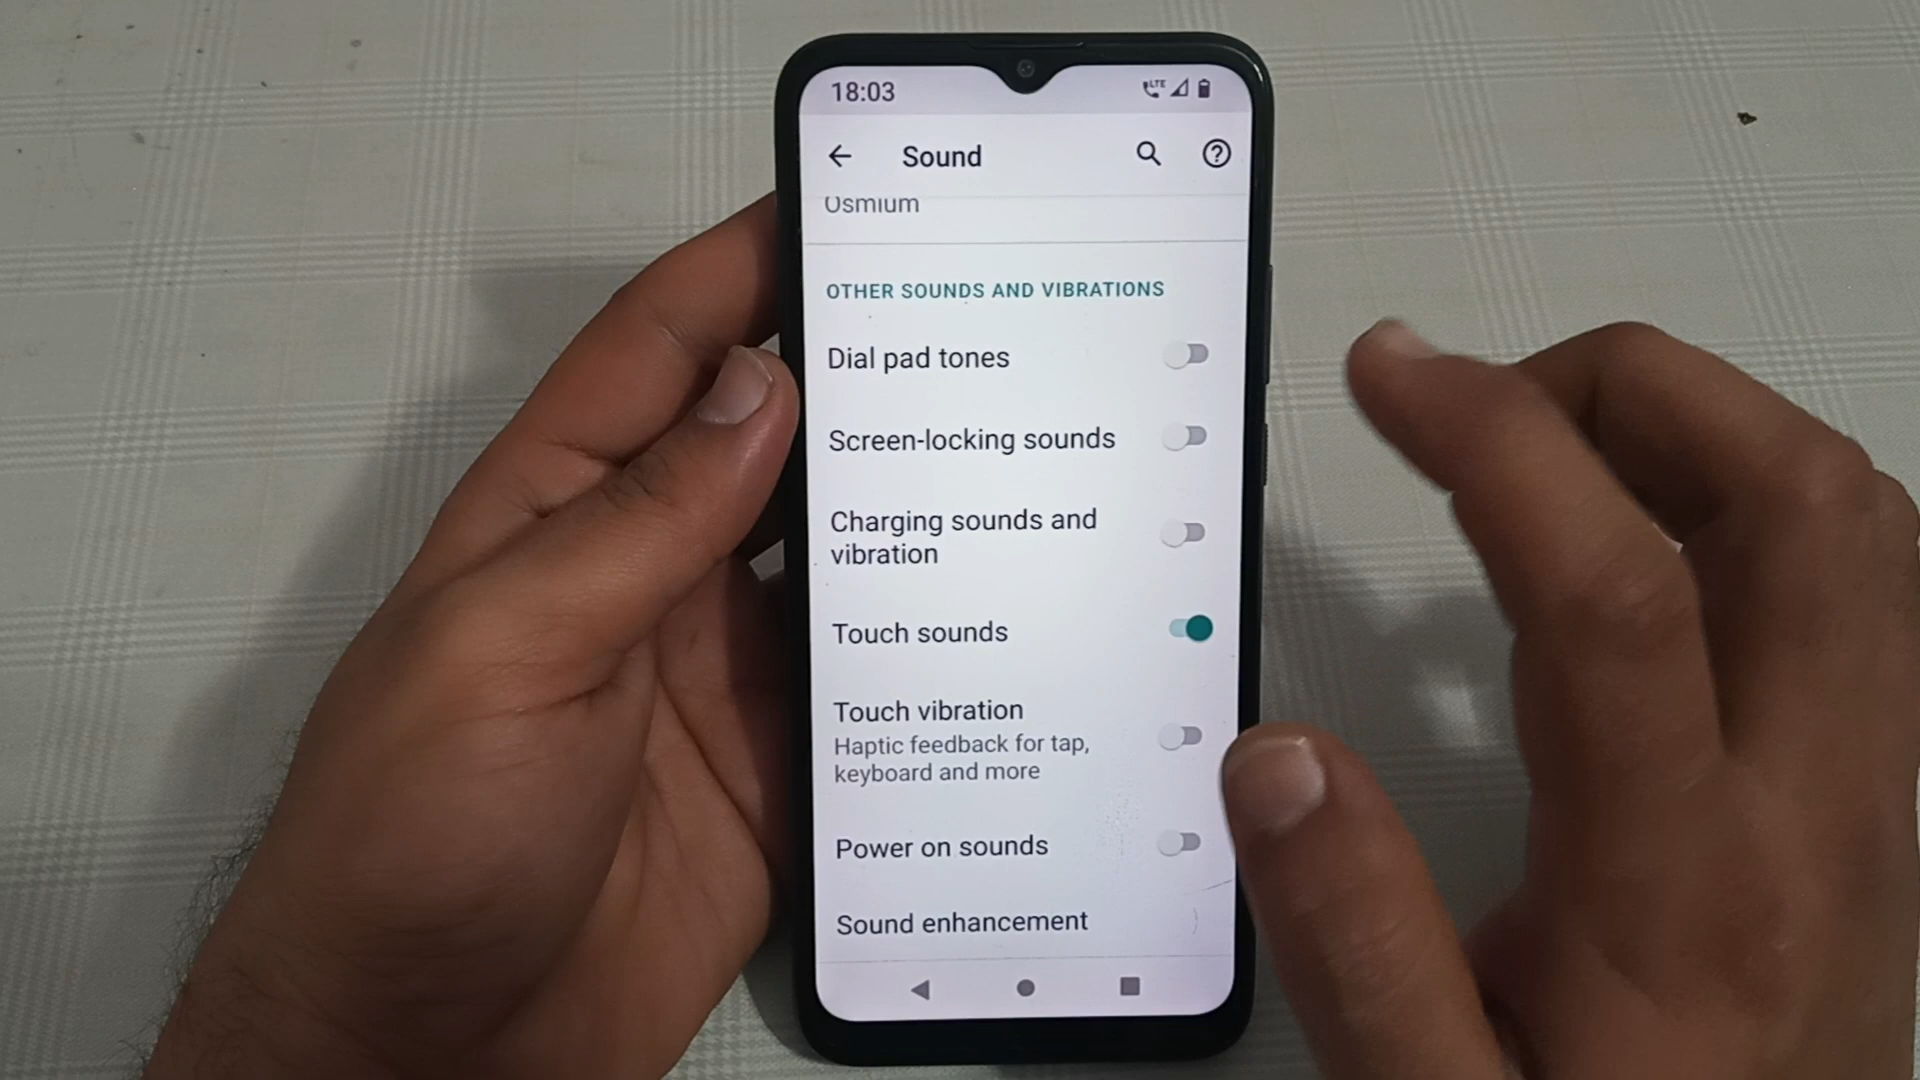 18:03 LTE
Sound
Osmium
OTHER SOUNDS AND VIBRATIONS
Dial pad tones
Screen-locking sounds
Charging sounds and
vibration
Touch sounds
Touch vibration
Haptic feedback for tap,
keyboard and more
Power on sounds
Sound enhancement